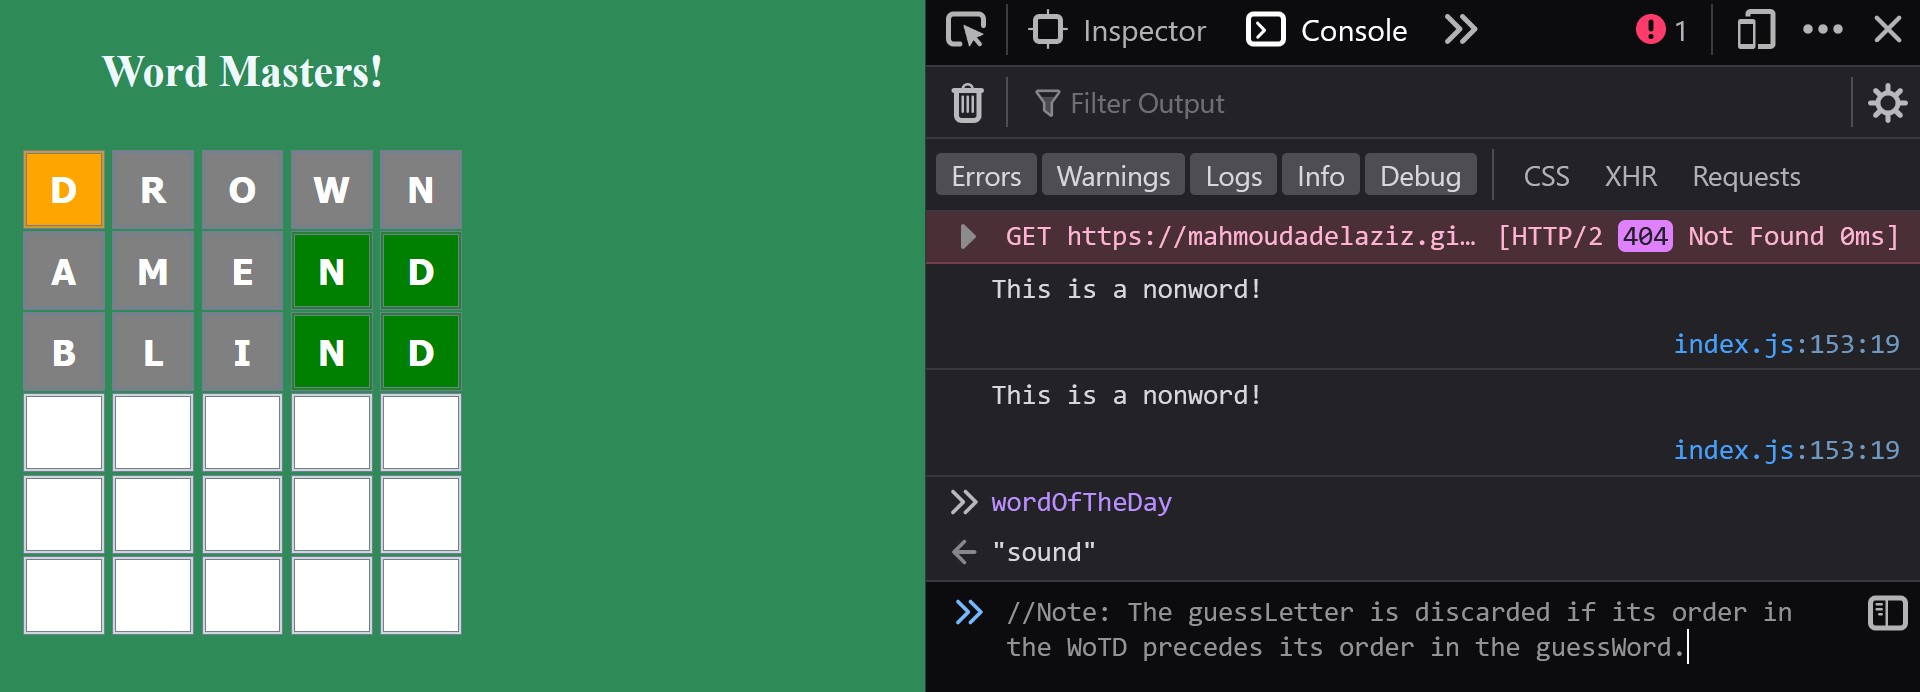 Word Masters!
D R O W N
A M E N D
B L I N D
Inspector Console 1
Filter Output
Errors Warnings Logs Info Debug CSS XHR Requests
GET https://mahmoudadelaziz.gi… [HTTP/2 404 Not Found 0ms]
This is a nonword!
index.js:153:19
This is a nonword!
index.js:153:19
wordOfTheDay
"sound"
//Note: The guessLetter is discarded if its order in
the WoTD precedes its order in the guessWord.